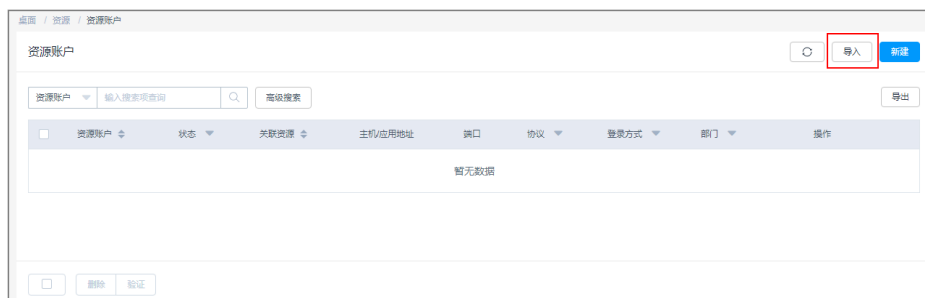 桌面 / 资源 / 资源账户
资源账户 导入 新建
资源账户 输入搜索项查询 高级搜索 导出
资源账户 状态 关联资源 主机/应用地址 端口 协议 登录方式 部门 操作
暂无数据
删除 验证